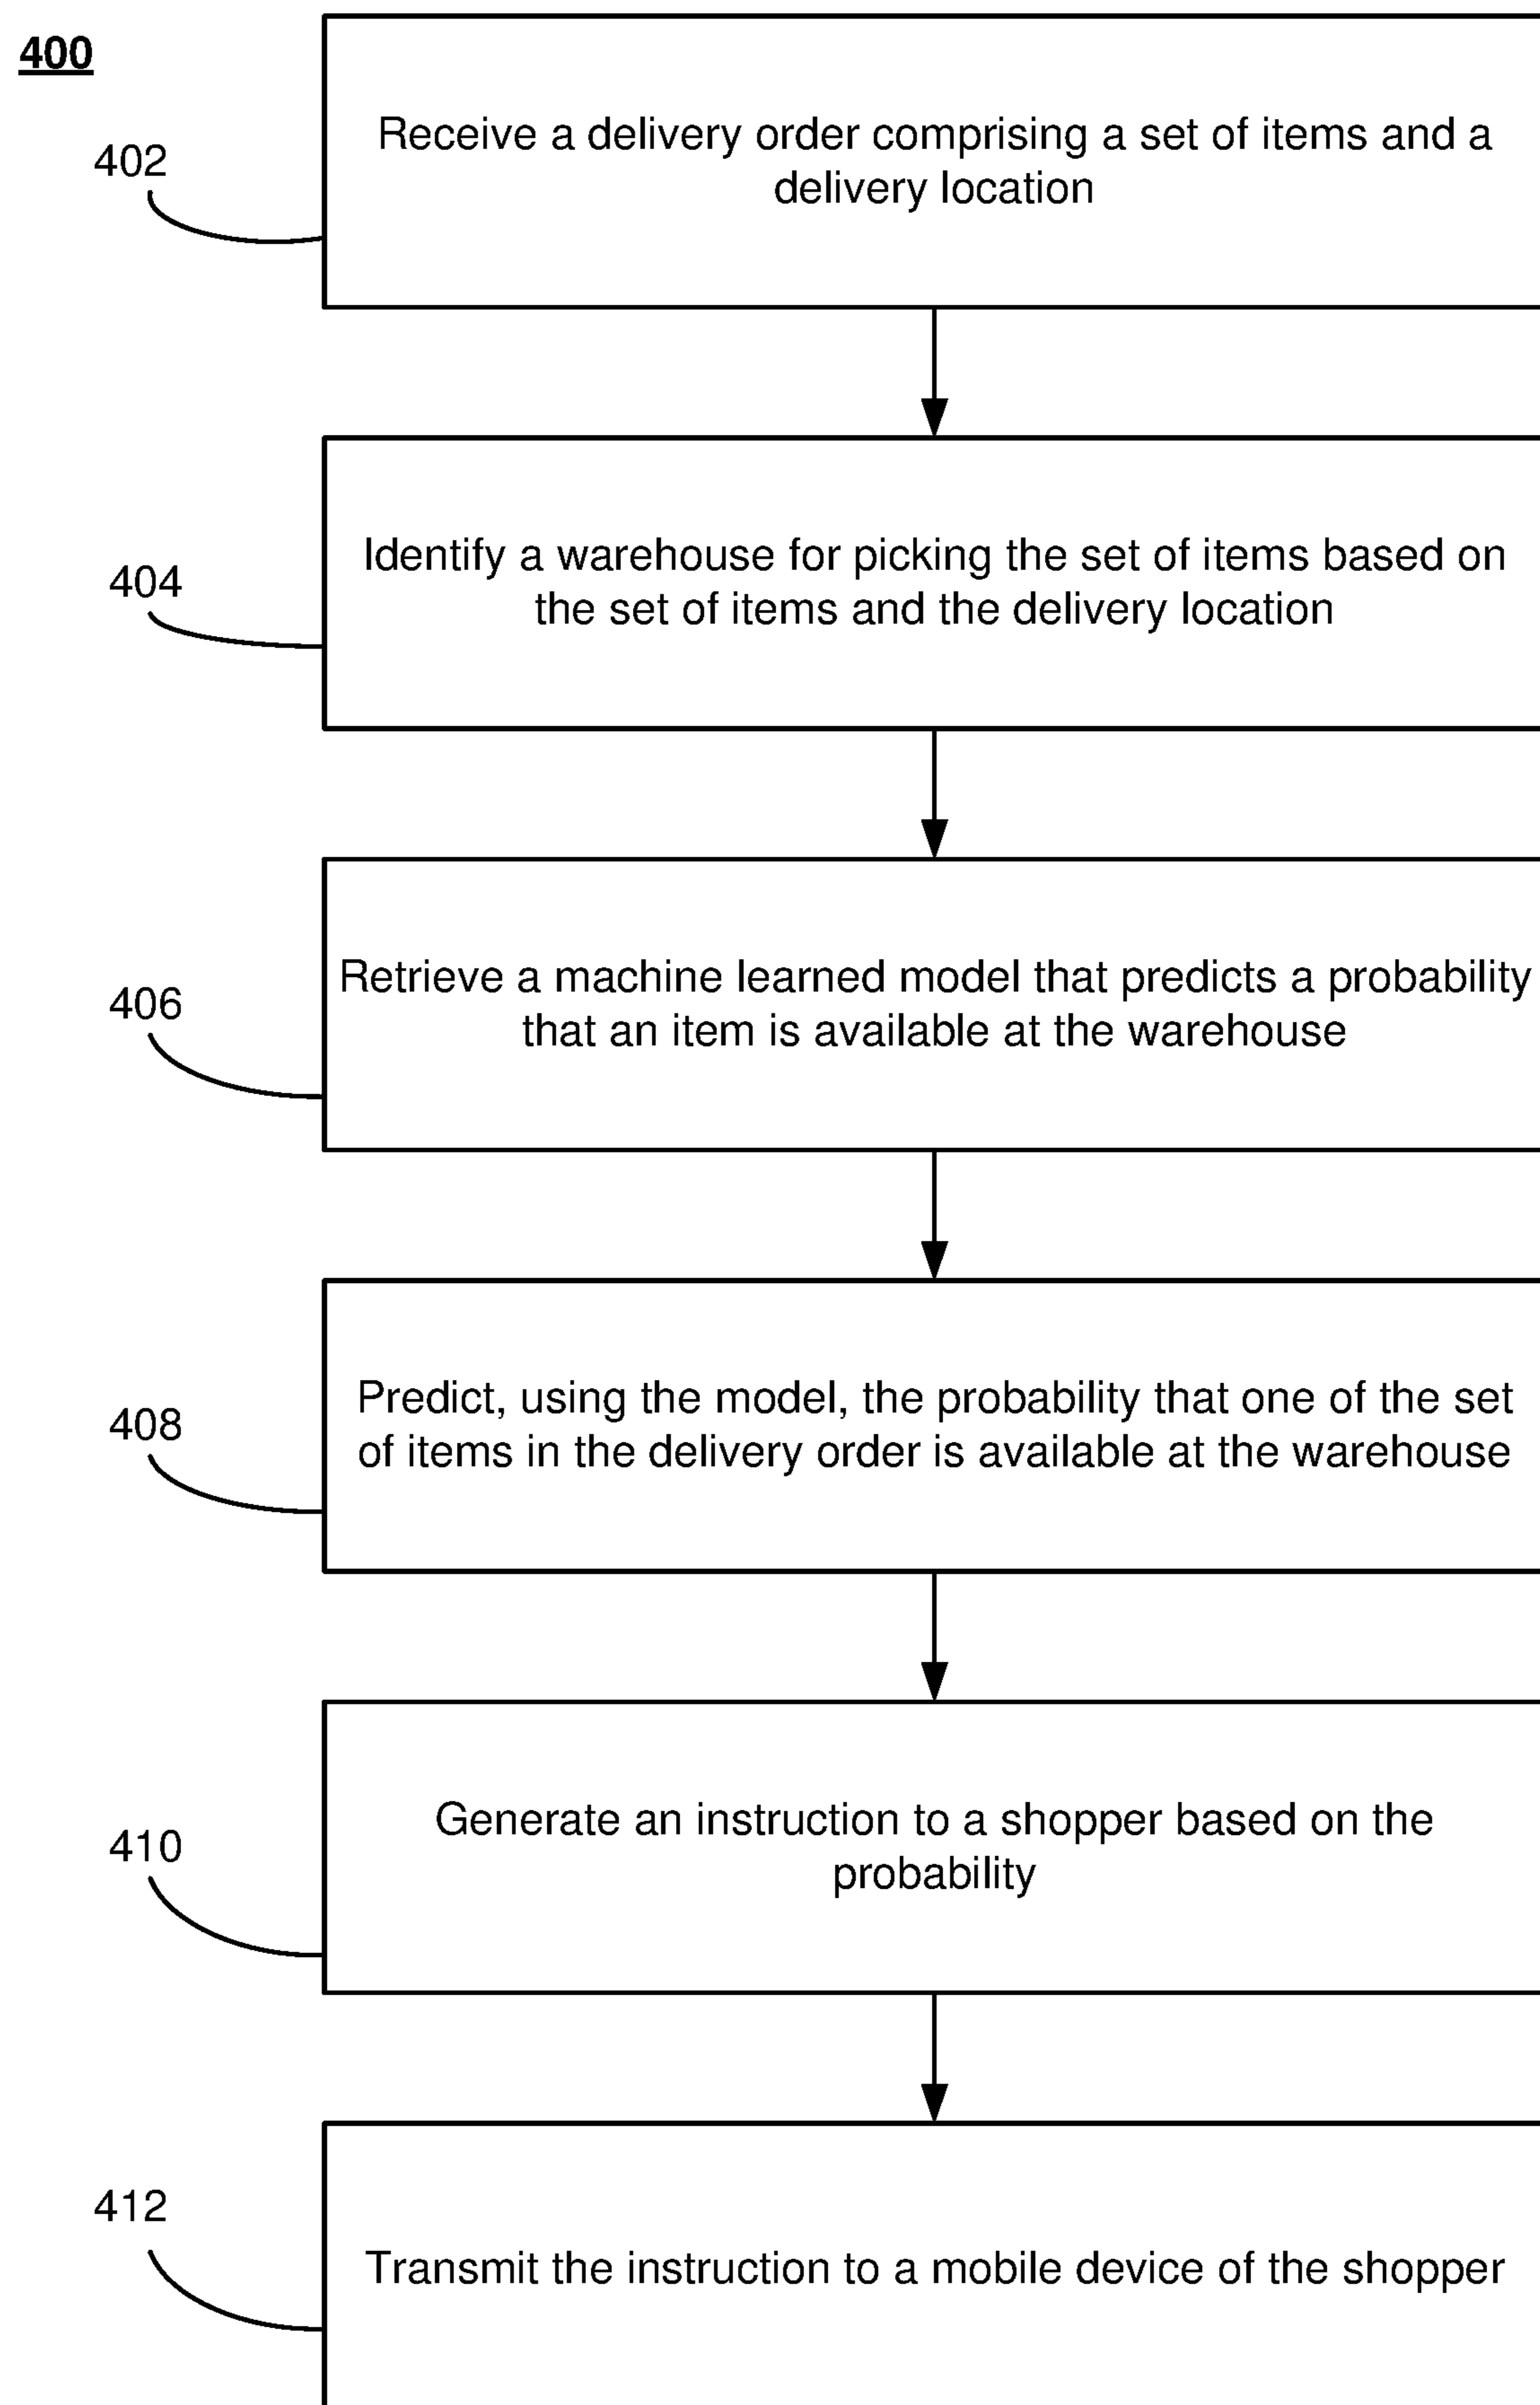 400
402
Receive a delivery order comprising a set of items and a
delivery location
404
Identify a warehouse for picking the set of items based on
the set of items and the delivery location
406
Retrieve a machine learned model that predicts a probability
that an item is available at the warehouse
408
Predict, using the model, the probability that one of the set
of items in the delivery order is available at the warehouse
410
Generate an instruction to a shopper based on the
probability
412
Transmit the instruction to a mobile device of the shopper